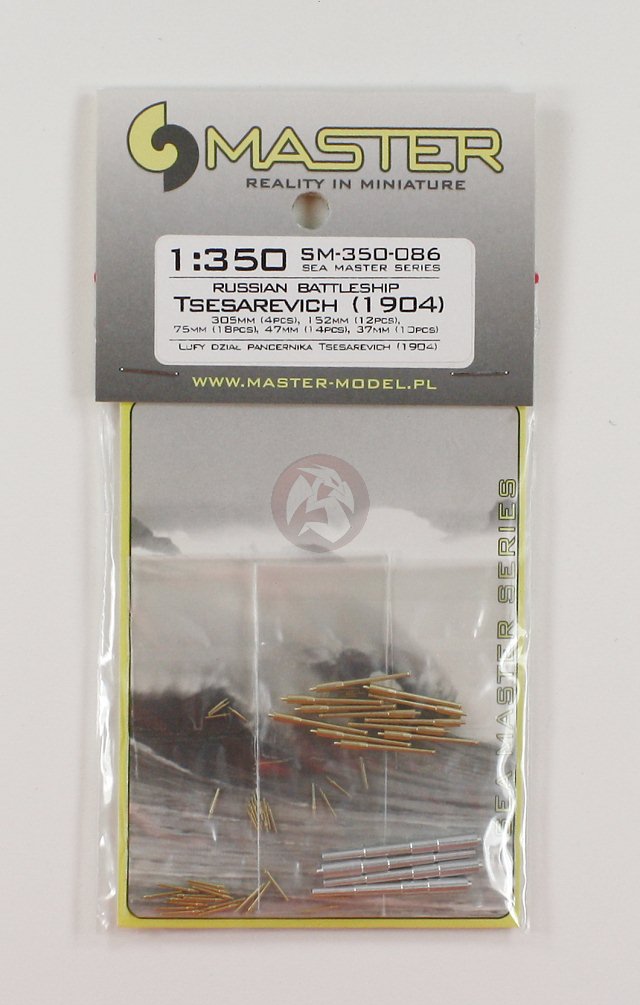 MASTER
REALITY IN MINIATURE
1:350 SM-350-086
SEA MASTER SERIES
RUSSIAN BATTLESHIP
TSESAREVICH (1904)
305MM (4PCS), 152MM (12PCS),
75MM (18PCS), 47MM (14PCS), 37MM (10PCS)
LUFY DZIAŁ PANCERNIKA TSESAREVICH (1904)
WWW.MASTER-MODEL.PL
SEA MASTER SERIES